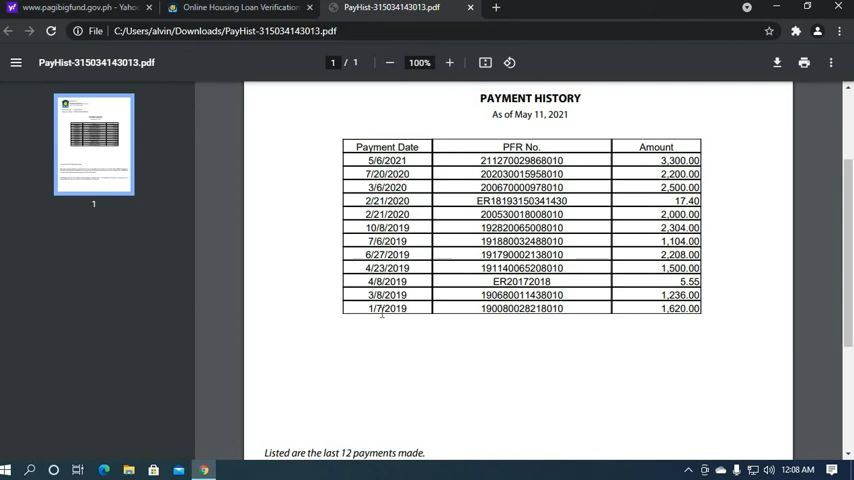 www.pagibigfund.gov.ph - Yahoo Online Housing Loan Verification PayHist-315034143013.pdf
File C:/Users/alvin/Downloads/PayHist-315034143013.pdf
PayHist-315034143013.pdf 1 / 1 100%
PAYMENT HISTORY
As of May 11, 2021
Payment Date PFR No. Amount
5/6/2021 211270029868010 3,300.00
7/20/2020 202030015958010 2,200.00
3/6/2020 200670000978010 2,500.00
2/21/2020 ER18193150341430 17.40
2/21/2020 200530018008010 2,000.00
10/8/2019 192820065008010 2,304.00
7/6/2019 191880032488010 1,104.00
6/27/2019 191790002138010 2,208.00
4/23/2019 191140065208010 1,500.00
4/8/2019 ER20172018 5.55
3/8/2019 190680011438010 1,236.00
1/7/2019 190080028218010 1,620.00
1
Listed are the last 12 payments made.
12:08 AM